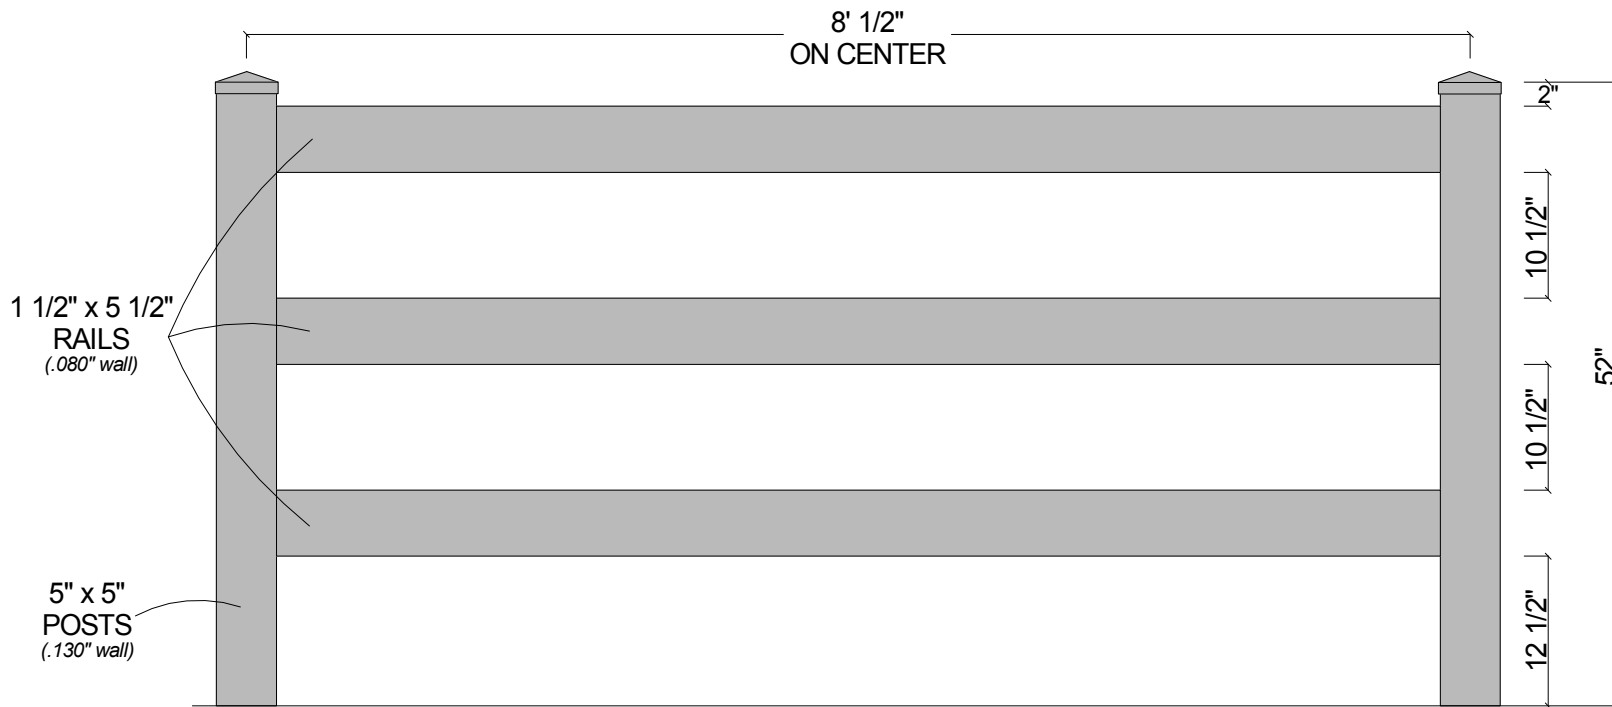 8' 1/2"
ON CENTER
2"
10 1/2"
1 1/2" x 5 1/2"
RAILS
(.080" wall)
52"
10 1/2"
5" x 5"
POSTS
(.130" wall)
12 1/2"